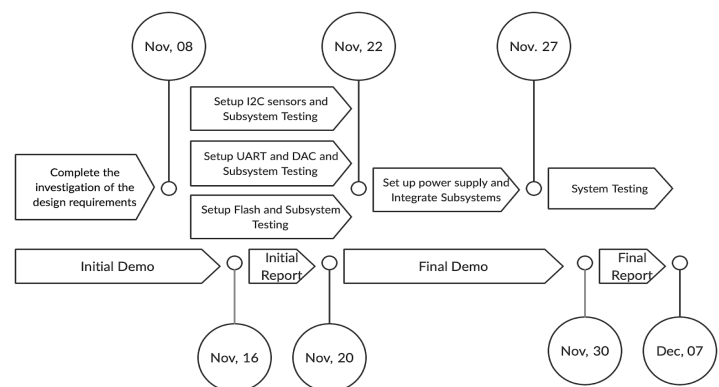 Nov, 08
Nov, 22
Nov. 27
Setup I2C sensors and
Subsystem Testing
Complete the
investigation of the
design requirements
Setup UART and DAC and
Subsystem Testing
Setup Flash and Subsystem
Testing
Set up power supply and
Integrate Subsystems
System Testing
Initial Demo
Initial
Report
Final Demo
Final
Report
Nov, 16
Nov, 20
Nov, 30
Dec, 07